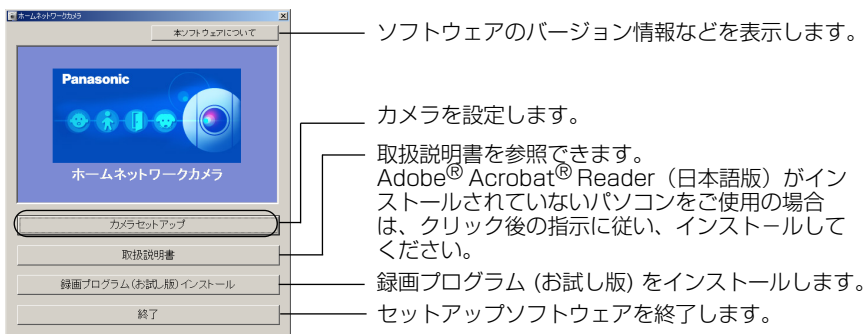 ホームネットワークカメラ
本ソフトウェアについて
ソフトウェアのバージョン情報などを表示します。
Panasonic
ホームネットワークカメラ
カメラを設定します。
取扱説明書を参照できます。
Adobe® Acrobat® Reader（日本語版）がイン
ストールされていないパソコンをご使用の場合
は、クリック後の指示に従い、インストールして
ください。
カメラセットアップ
取扱説明書
録画プログラム(お試し版)インストール
録画プログラム (お試し版) をインストールします。
終了
セットアップソフトウェアを終了します。